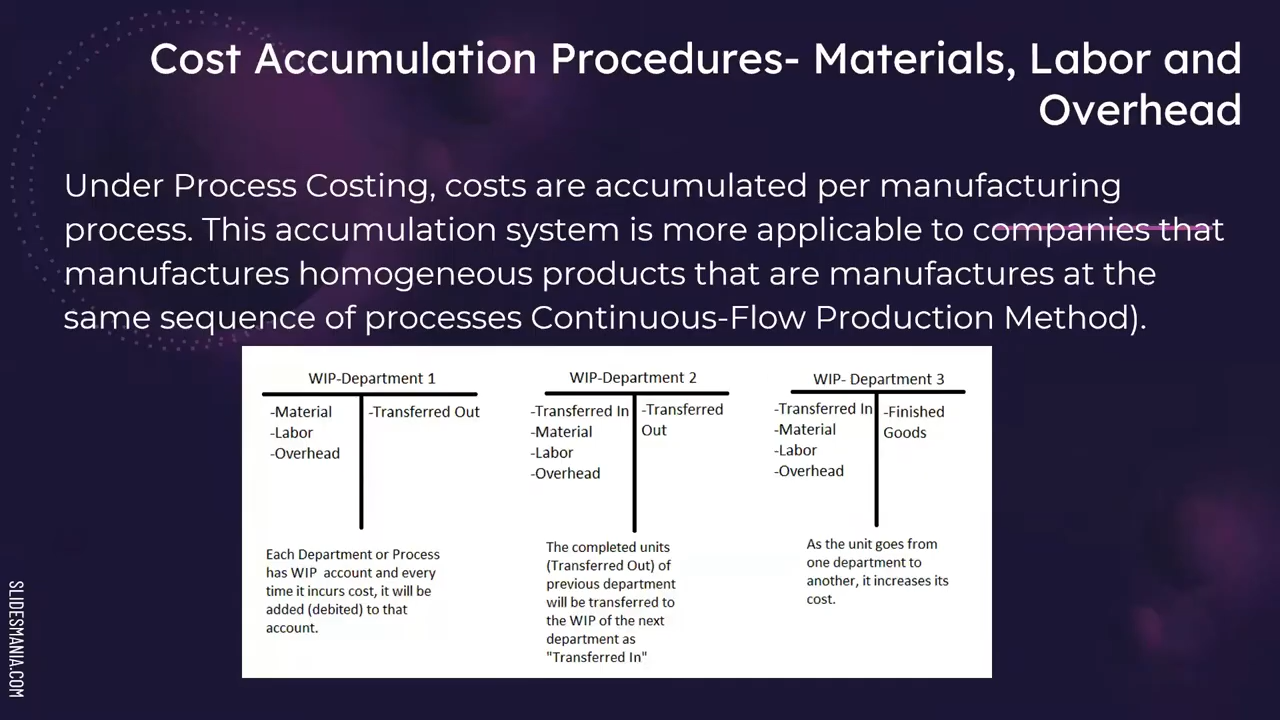 Cost Accumulation Procedures- Materials, Labor and
Overhead
Under Process Costing, costs are accumulated per manufacturing
process. This accumulation system is more applicable to companies that
manufactures homogeneous products that are manufactures at the
same sequence of processes Continuous-Flow Production Method).
WIP-Department 1
-Material
-Labor
-Overhead
-Transferred Out
Each Department or Process
has WIP account and every
time it incurs cost, it will be
added (debited) to that
account.
WIP-Department 2
-Transferred In
-Material
-Labor
-Overhead
-Transferred
Out
The completed units
(Transferred Out) of
previous department
will be transferred to
the WIP of the next
department as
"Transferred In"
WIP- Department 3
-Transferred In
-Material
-Labor
-Overhead
-Finished
Goods
As the unit goes from
one department to
another, it increases its
cost.
SLIDESMANIA.COM